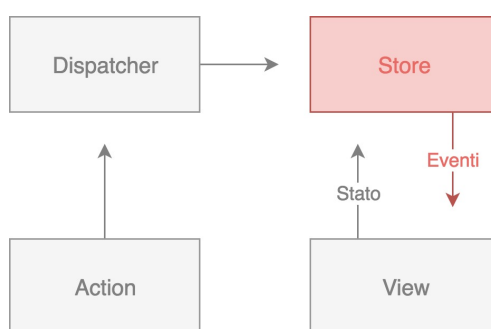 Dispatcher
Store
Eventi
Stato
Action
View